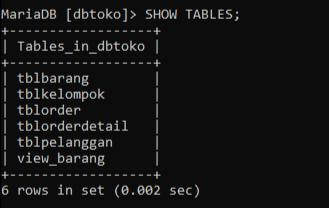 MariaDB [dbtoko]> SHOW TABLES;
+------------------+
| Tables_in_dbtoko |
+------------------+
| tblbarang        |
| tblkelompok      |
| tblorder         |
| tblorderdetail   |
| tblpelanggan     |
| view_barang      |
+------------------+
6 rows in set (0.002 sec)